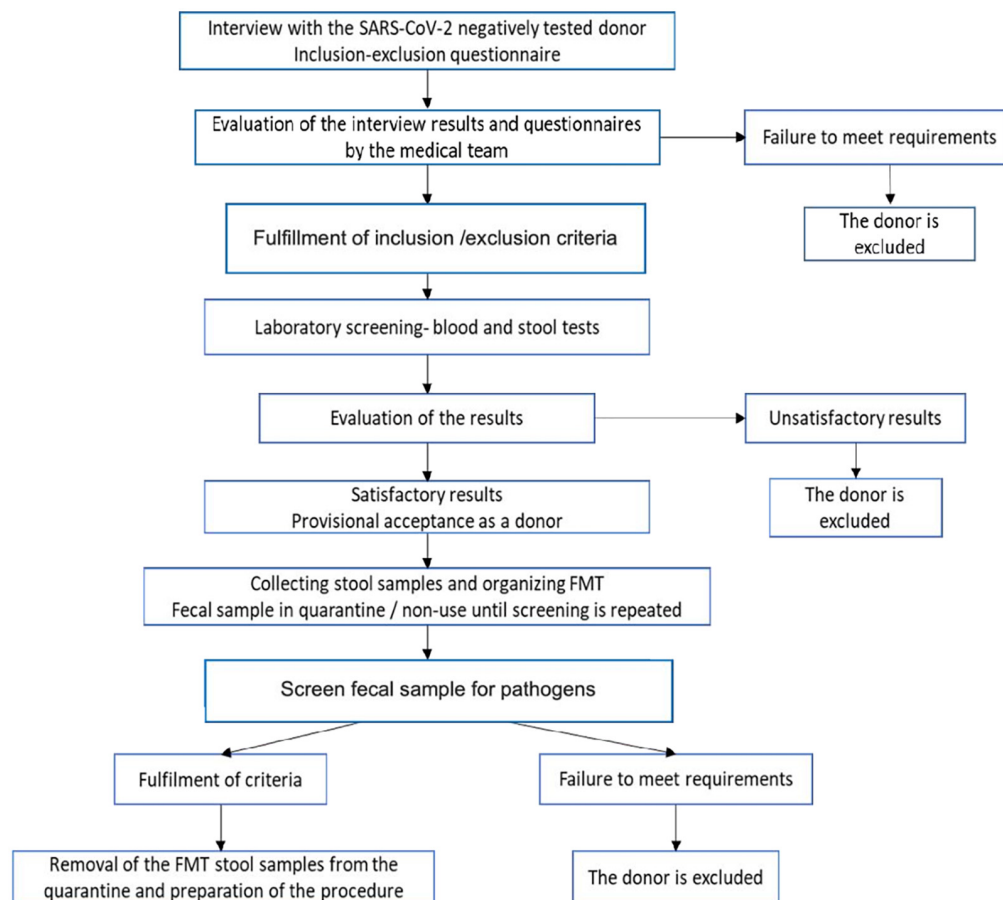 Interview with the SARS-CoV-2 negatively tested donor
Inclusion-exclusion questionnaire
Evaluation of the interview results and questionnaires
by the medical team
Failure to meet requirements
The donor is
excluded
Fulfillment of inclusion /exclusion criteria
Laboratory screening- blood and stool tests
Evaluation of the results
Unsatisfactory results
The donor is
excluded
Satisfactory results
Provisional acceptance as a donor
Collecting stool samples and organizing FMT
Fecal sample in quarantine / non-use until screening is repeated
Screen fecal sample for pathogens
Fulfilment of criteria
Failure to meet requirements
Removal of the FMT stool samples from the
quarantine and preparation of the procedure
The donor is excluded